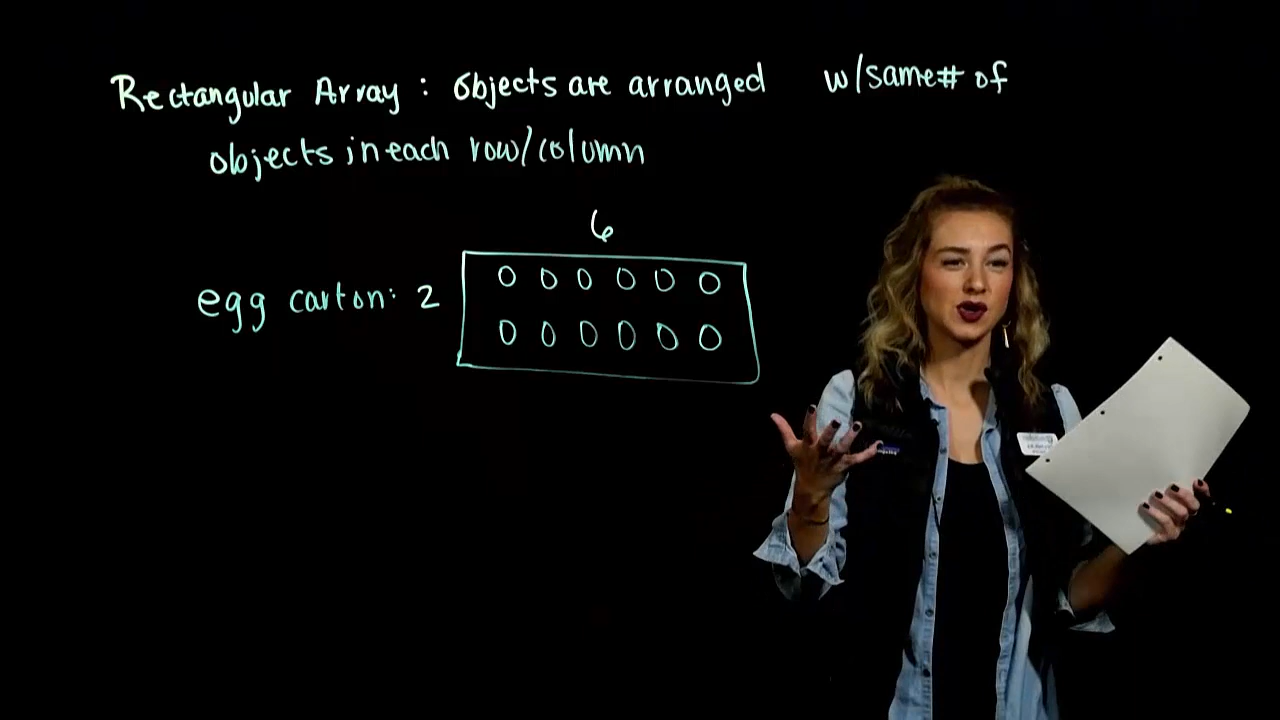 Rectangular Array : objects are arranged w/same# of
objects in each row/column
6
egg carton: 2